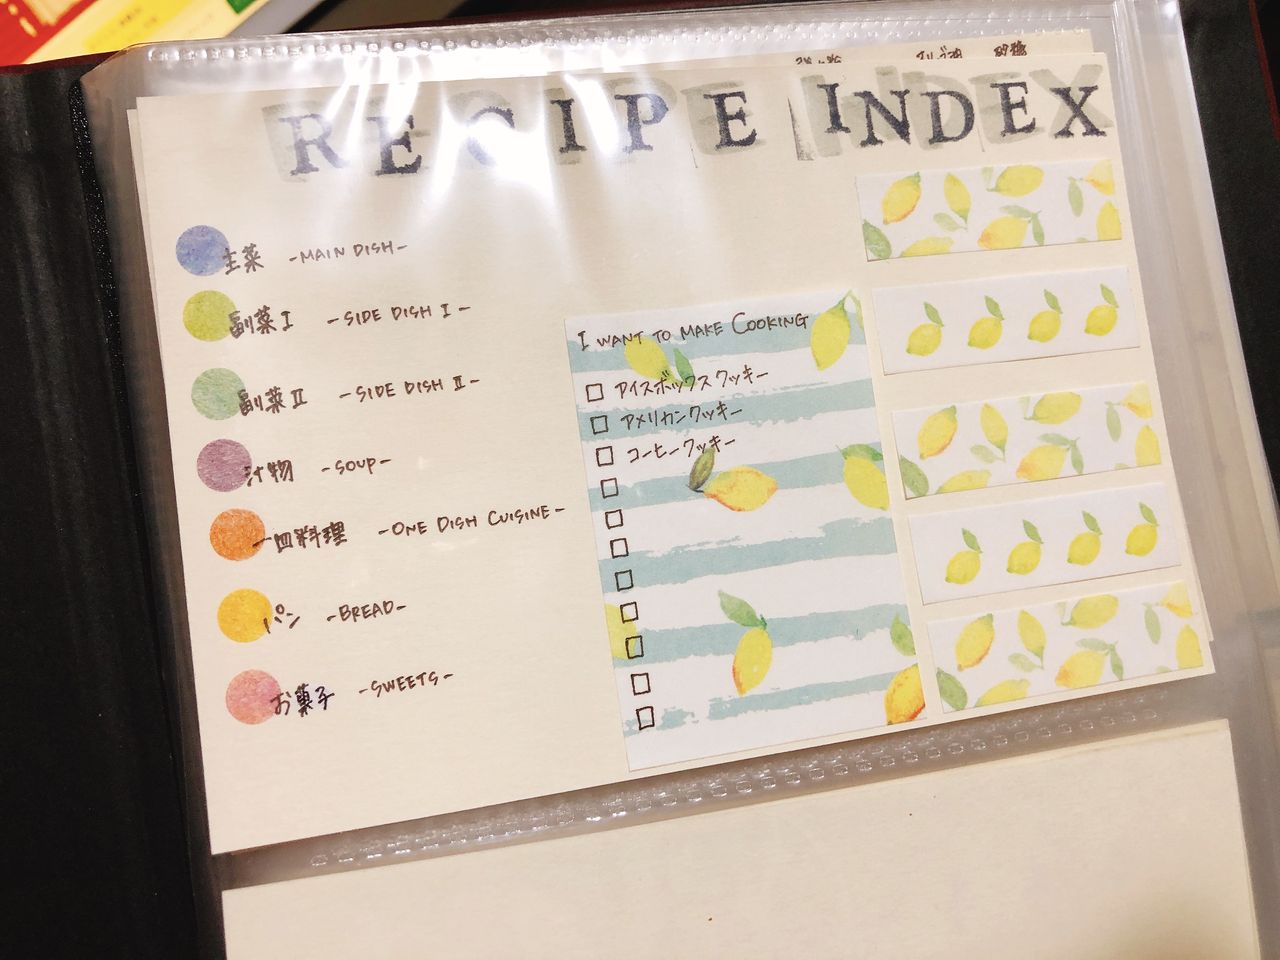 砂糖
RECIPE INDEX
主菜 -MAIN DISH-
副菜Ⅰ -SIDE DISH Ⅰ-
副菜Ⅱ -SIDE DISH Ⅱ-
汁物 -SOUP-
一皿料理 -ONE DISH CUISINE-
パン -BREAD-
お菓子 -SWEETS-
I WANT TO MAKE COOKING
アイスボックスクッキー
アメリカンクッキー
コーヒークッキー